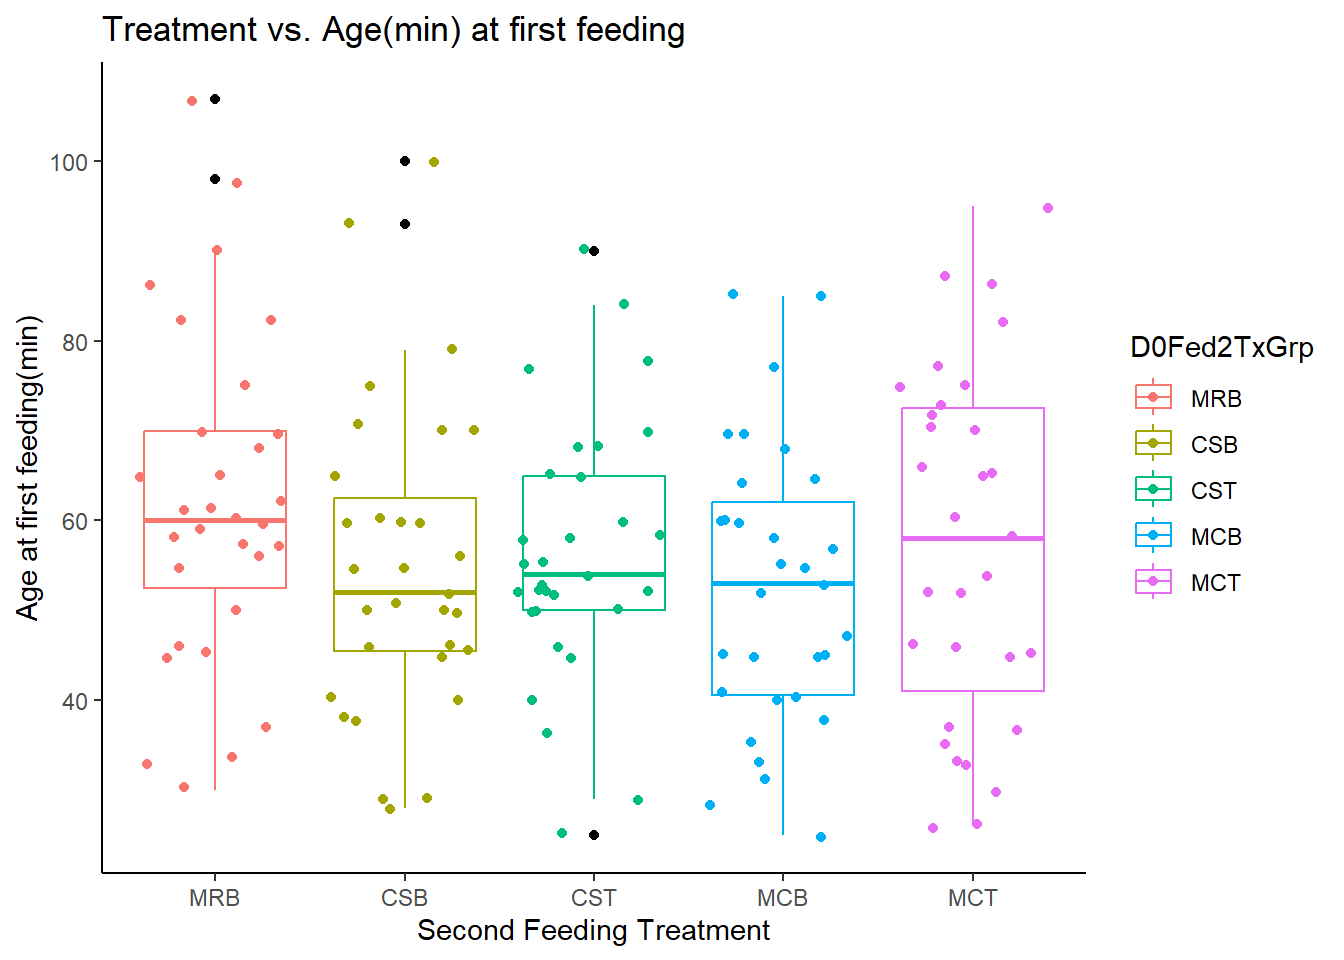 Treatment vs. Age(min) at first feeding
Age at first feeding(min)
100
80
60
40
MRB CSB CST MCB MCT
Second Feeding Treatment
D0Fed2TxGrp
MRB
CSB
CST
MCB
MCT